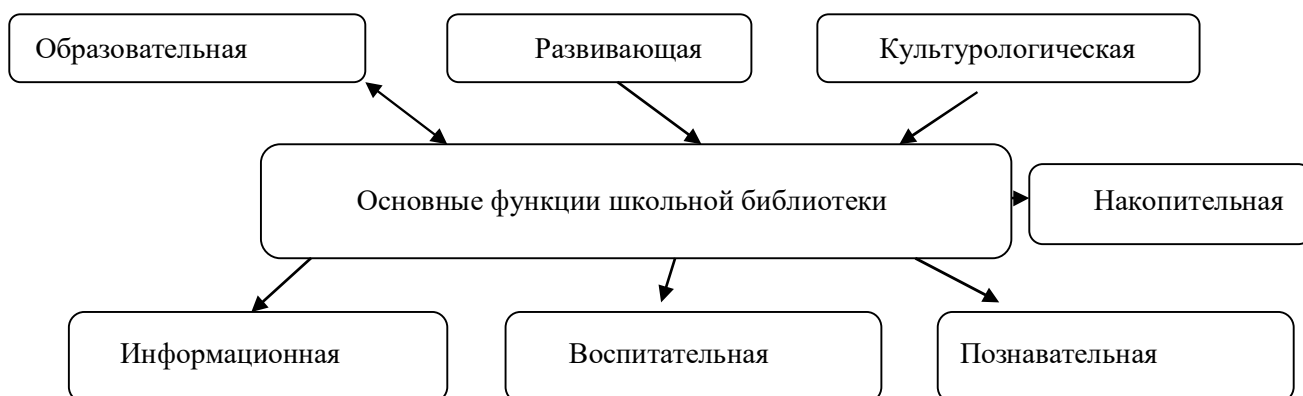 Образовательная
Развивающая
Культурологическая
Основные функции школьной библиотеки
Накопительная
Информационная
Воспитательная
Познавательная